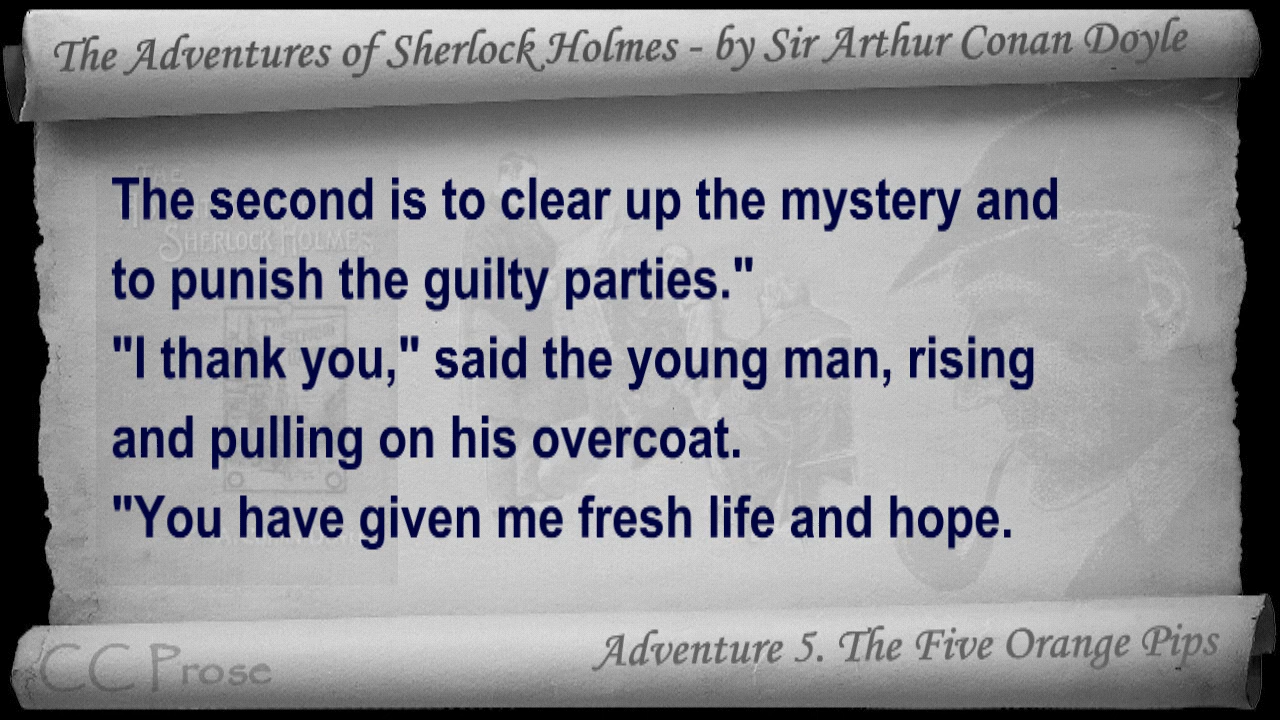 The Adventures of Sherlock Holmes - by Sir Arthur Conan Doyle
SHERLOCK HOLMES
The second is to clear up the mystery and
to punish the guilty parties."
"I thank you," said the young man, rising
and pulling on his overcoat.
"You have given me fresh life and hope.
Adventure 5. The Five Orange Pips
CC Prose